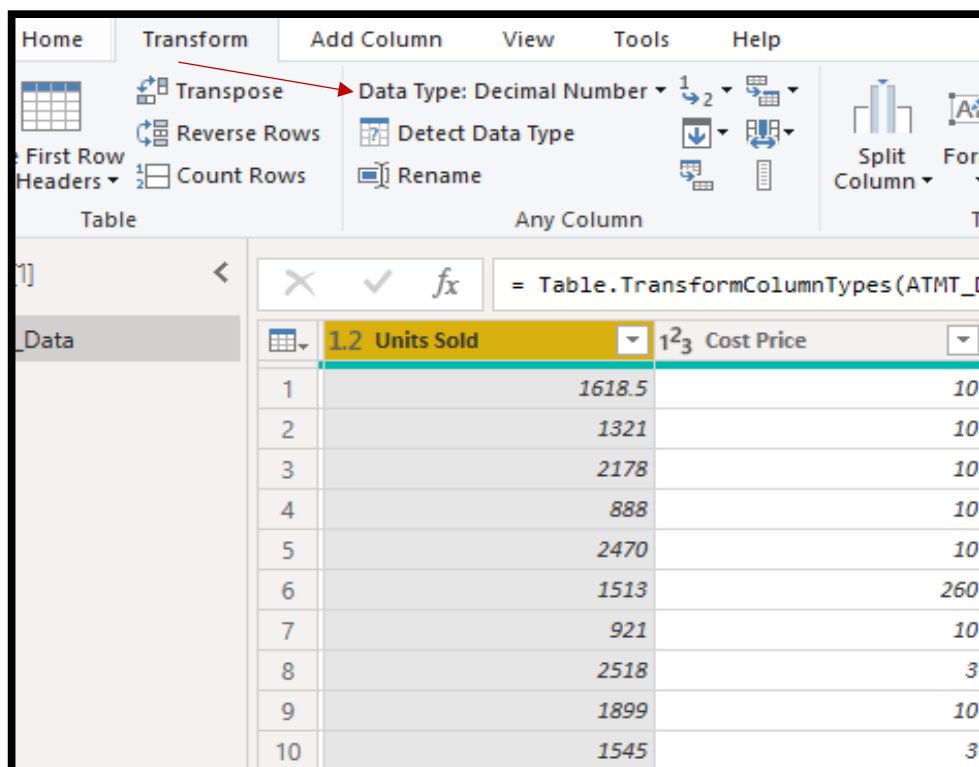 Home Transform Add Column View Tools Help
Transpose Data Type: Decimal Number
Reverse Rows Detect Data Type
First Row Split
Headers Count Rows Rename Column
Table Any Column
fx = Table.TransformColumnTypes(ATMT_
_Data 1.2 Units Sold 1²3 Cost Price
1 1618.5 10
2 1321 10
3 2178 10
4 888 10
5 2470 10
6 1513 260
7 921 10
8 2518 3
9 1899 10
10 1545 3